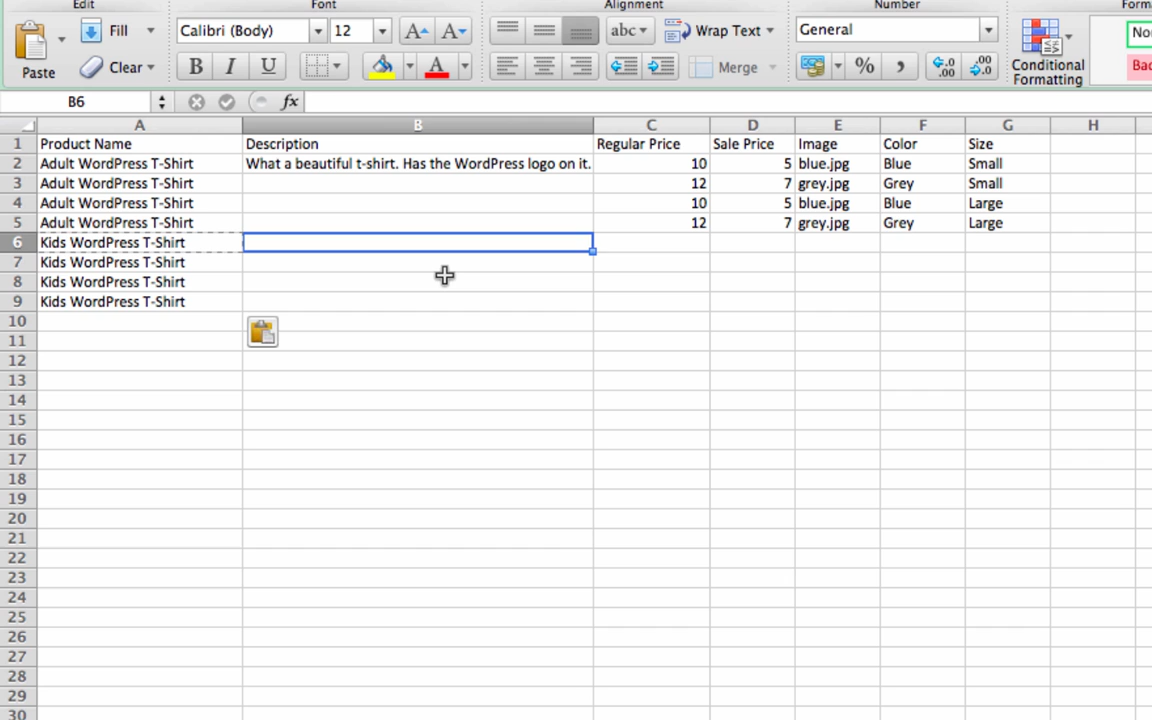 Edit Font Alignment Number
Fill Calibri (Body) 12 A A abc Wrap Text General
Paste Clear B I U A Merge % , .0 .00 .00 .0 Conditional Formatting
B6 fx
A B C D E F G H
1 Product Name Description Regular Price Sale Price Image Color Size
2 Adult WordPress T-Shirt What a beautiful t-shirt. Has the WordPress logo on it. 10 5 blue.jpg Blue Small
3 Adult WordPress T-Shirt 12 7 grey.jpg Grey Small
4 Adult WordPress T-Shirt 10 5 blue.jpg Blue Large
5 Adult WordPress T-Shirt 12 7 grey.jpg Grey Large
6 Kids WordPress T-Shirt
7 Kids WordPress T-Shirt
8 Kids WordPress T-Shirt
9 Kids WordPress T-Shirt
10
11
12
13
14
15
16
17
18
19
20
21
22
23
24
25
26
27
28
29
30